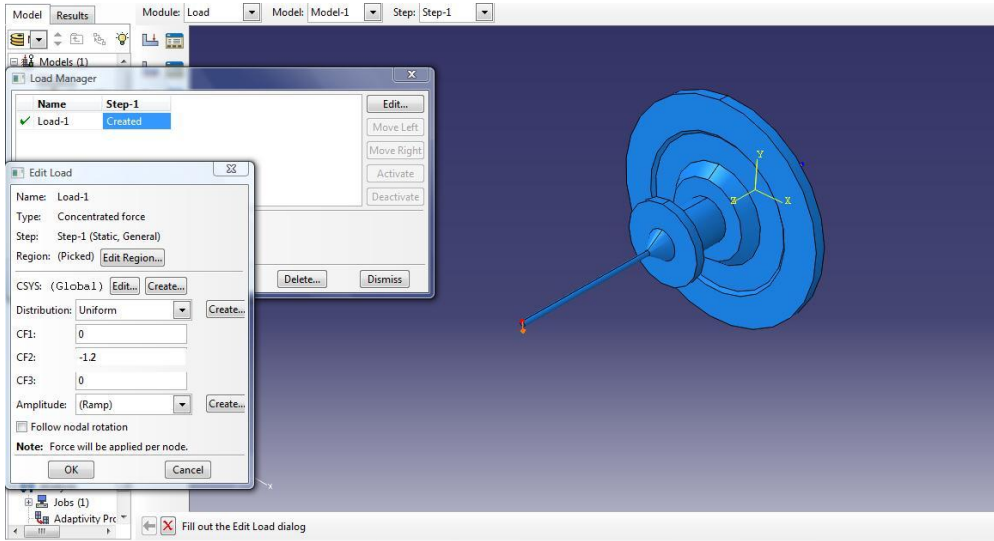 Model Results Module: Load Model: Model-1 Step: Step-1
Models (1)
Load Manager
Name Step-1
Load-1 Created
Edit...
Move Left
Move Right
Activate
Deactivate
Delete... Dismiss
Edit Load
Name: Load-1
Type: Concentrated force
Step: Step-1 (Static, General)
Region: (Picked) Edit Region...
CSYS: (Global) Edit... Create...
Distribution: Uniform Create...
CF1: 0
CF2: -1.2
CF3: 0
Amplitude: (Ramp) Create...
Follow nodal rotation
Note: Force will be applied per node.
OK Cancel
Y
Z X
x
Jobs (1)
Adaptivity Prc
Fill out the Edit Load dialog